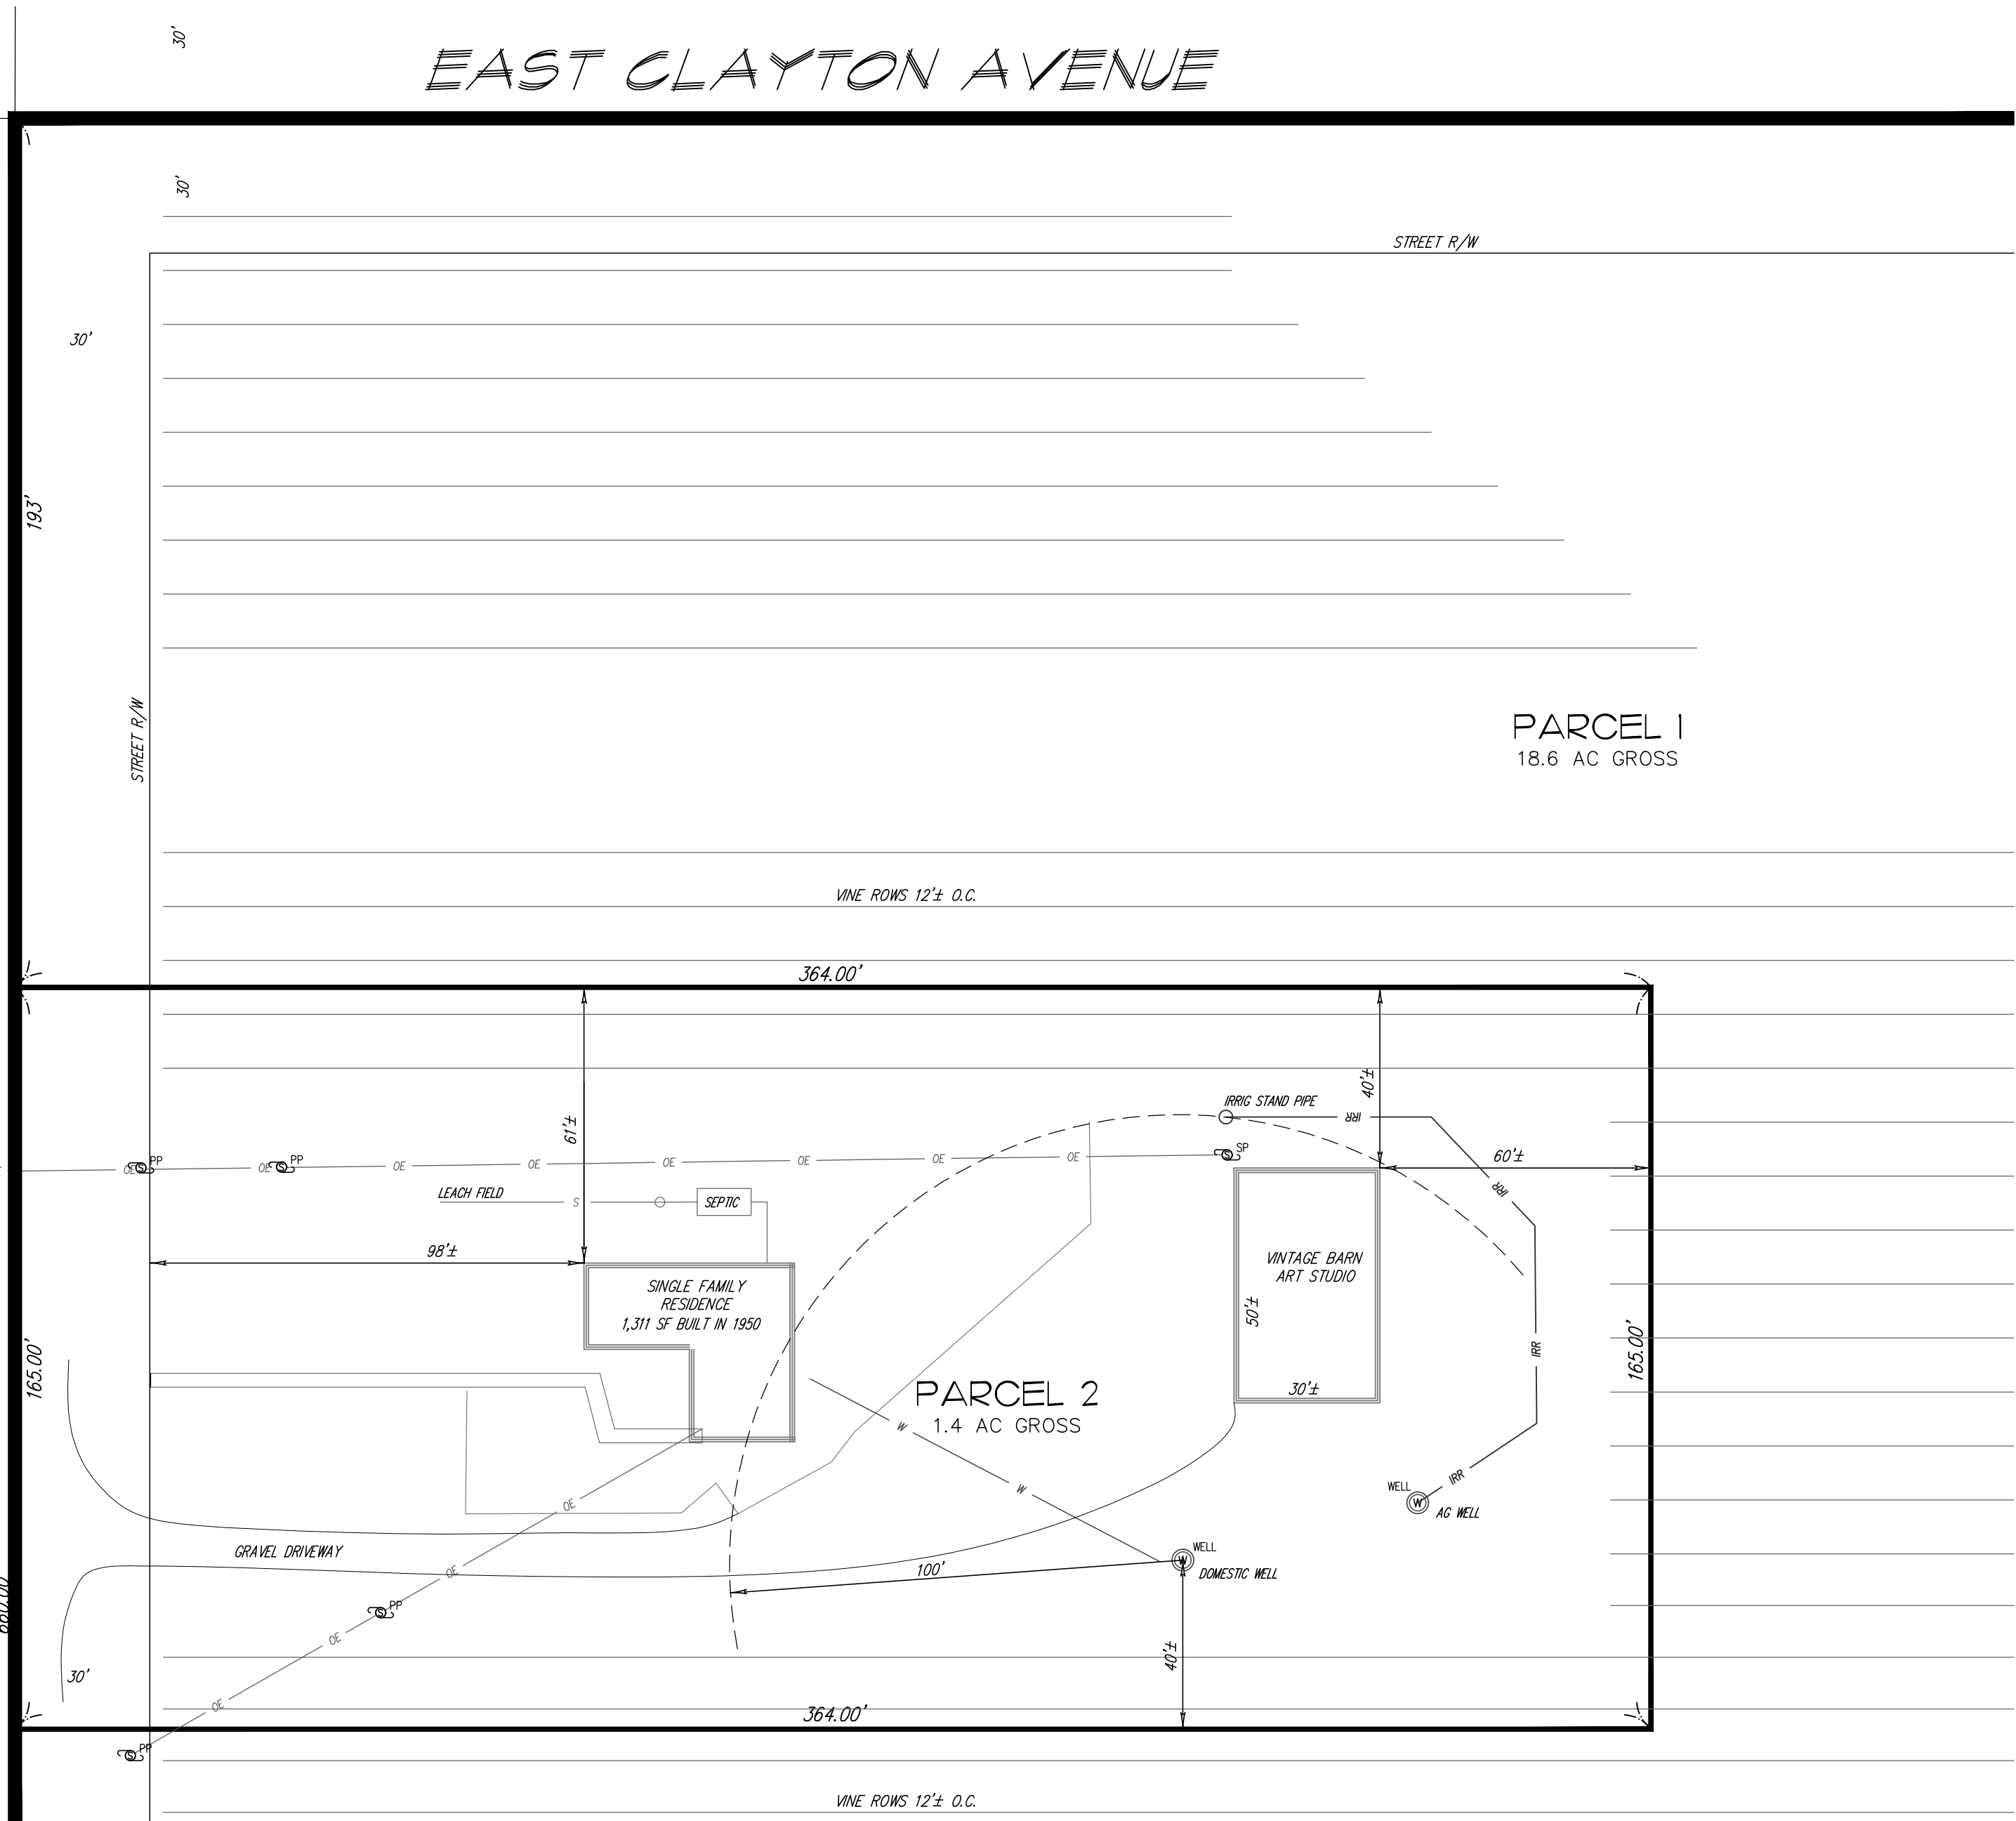 30'
EAST CLAYTON AVENUE
30'
STREET R/W
30'
193'
STREET R/W
PARCEL 1
18.6 AC GROSS
VINE ROWS 12'± O.C.
364.00'
61'±
40'±
IRRIG STAND PIPE
IRR
OE
PP
OE
PP
OE
OE
OE
OE
OE
OE
SP
60'±
IRR
LEACH FIELD
S
SEPTIC
98'±
SINGLE FAMILY
RESIDENCE
1,311 SF BUILT IN 1950
VINTAGE BARN
ART STUDIO
50'±
30'±
IRR
165.00'
165.00'
PARCEL 2
1.4 AC GROSS
W
W
IRR
WELL
W
AG WELL
OE
GRAVEL DRIVEWAY
OE
100'
WELL
W
DOMESTIC WELL
PP
OE
40'±
30'
OE
364.00'
PP
VINE ROWS 12'± O.C.